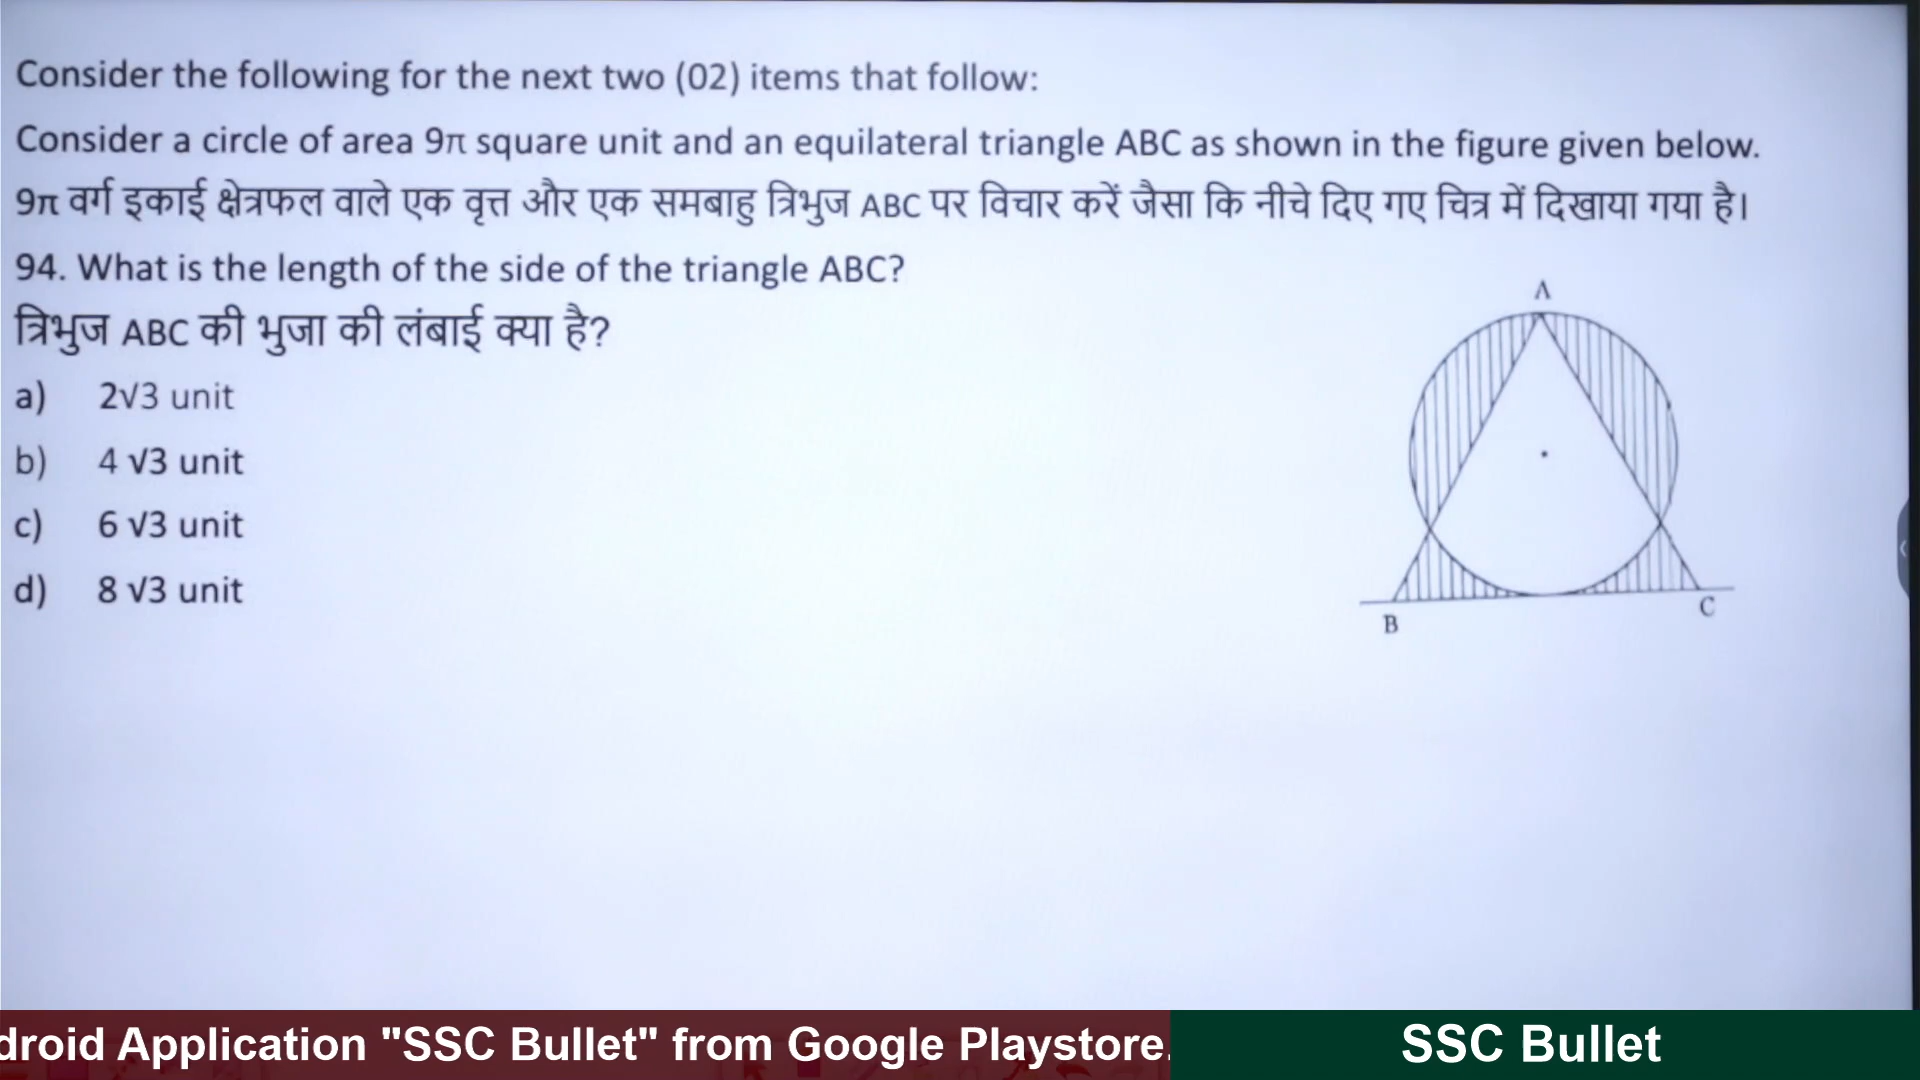 Consider the following for the next two (02) items that follow:
Consider a circle of area 9π square unit and an equilateral triangle ABC as shown in the figure given below.
9π वर्ग इकाई क्षेत्रफल वाले एक वृत्त और एक समबाहु त्रिभुज ABC पर विचार करें जैसा कि नीचे दिए गए चित्र में दिखाया गया है।
94. What is the length of the side of the triangle ABC?
त्रिभुज ABC की भुजा की लंबाई क्या है?
a) 2√3 unit
b) 4 √3 unit
c) 6 √3 unit
d) 8 √3 unit
A
B
C
droid Application "SSC Bullet" from Google Playstore.
SSC Bullet